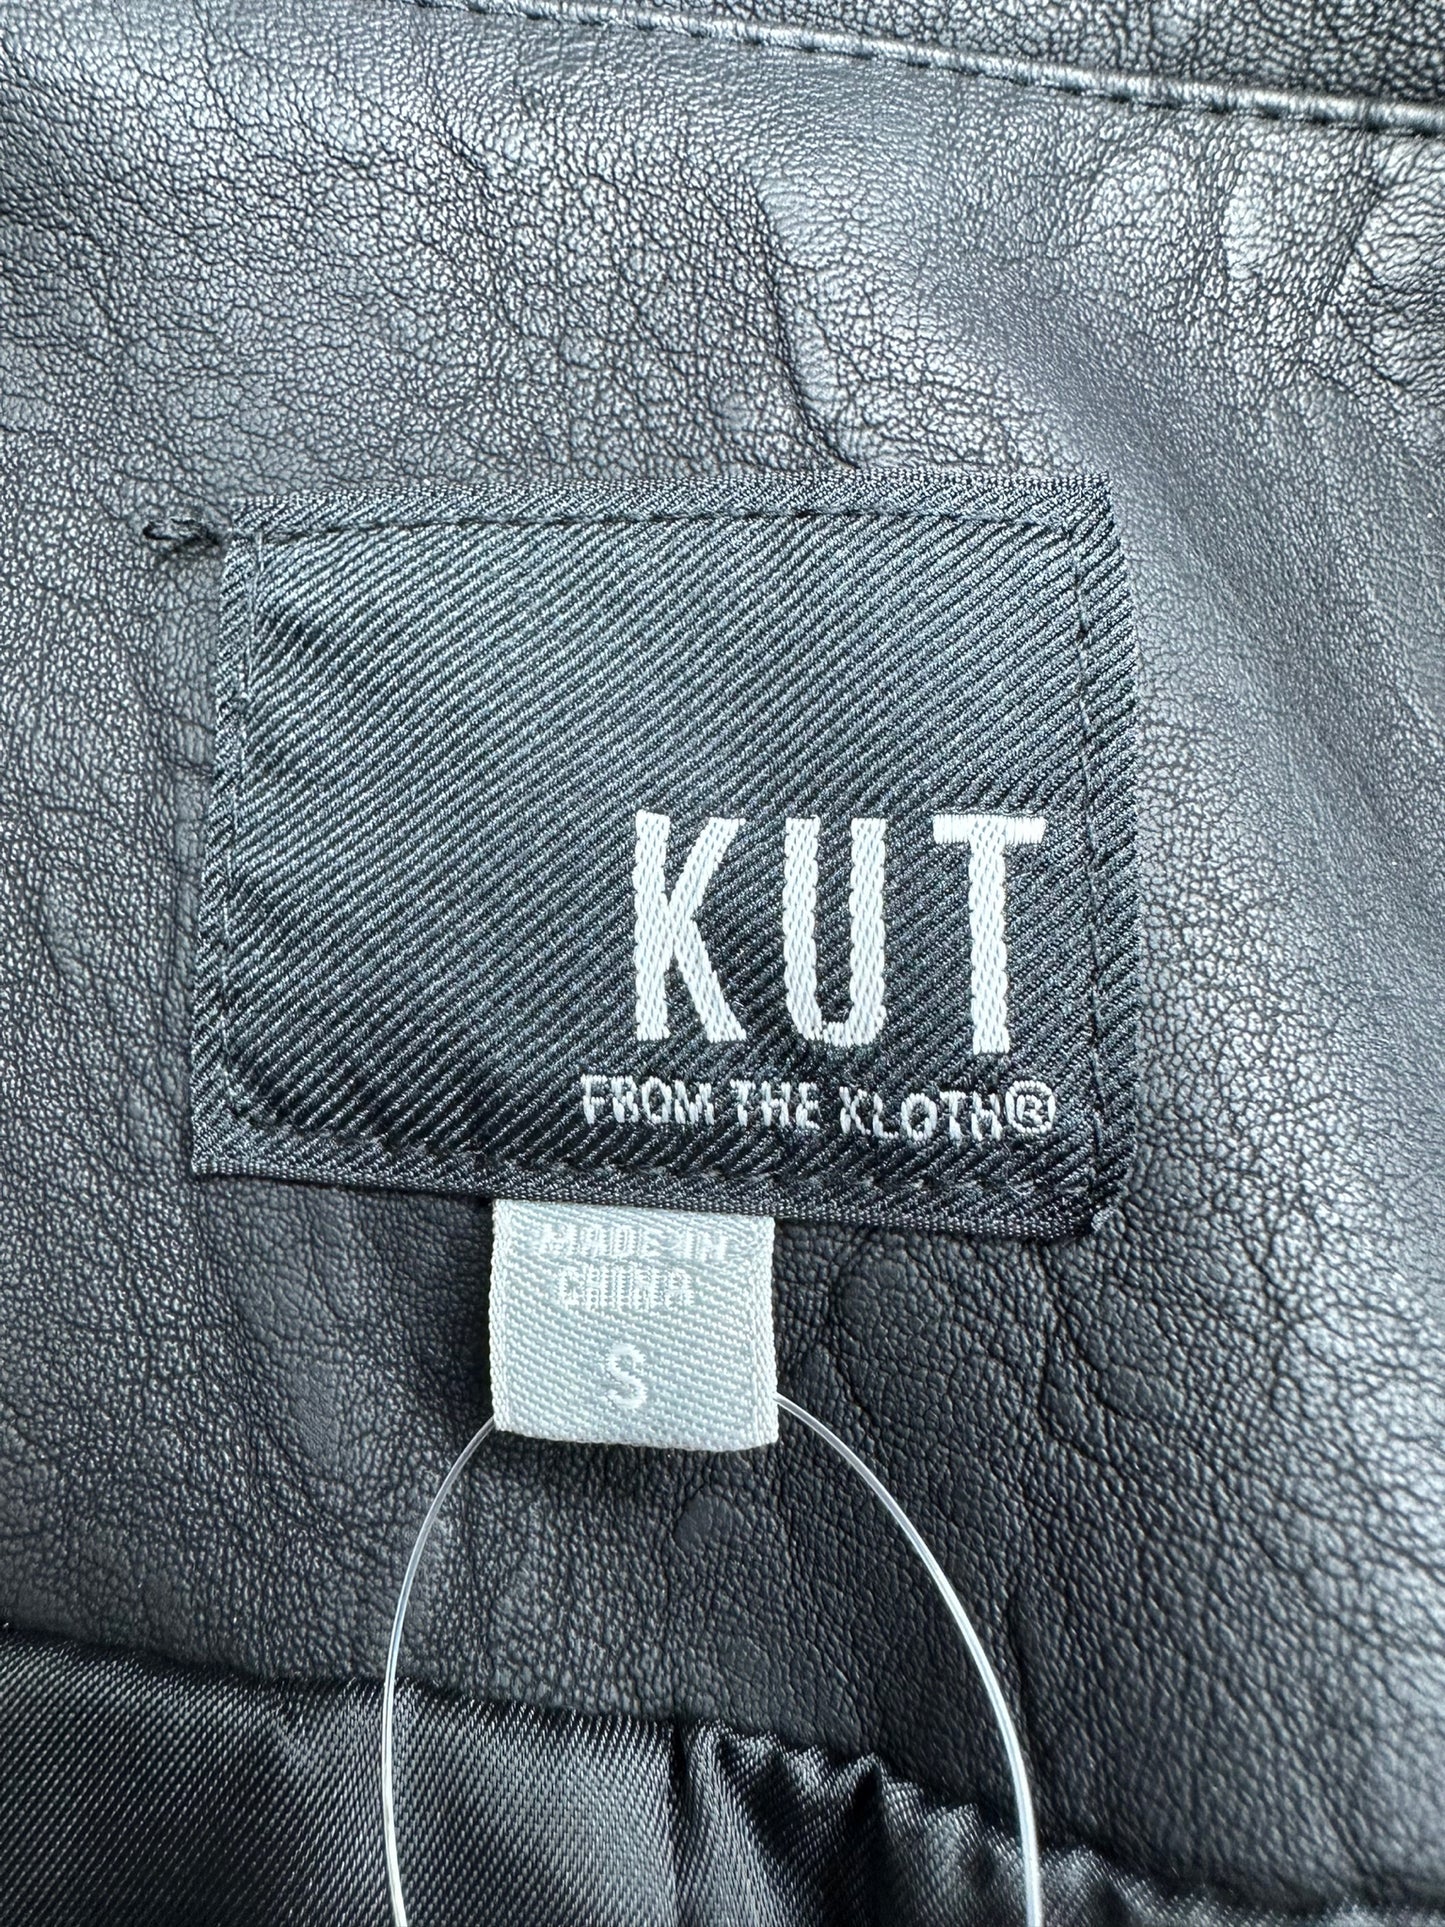 KUT
FROM THE KLOTH®
MADE IN
CHINA
S